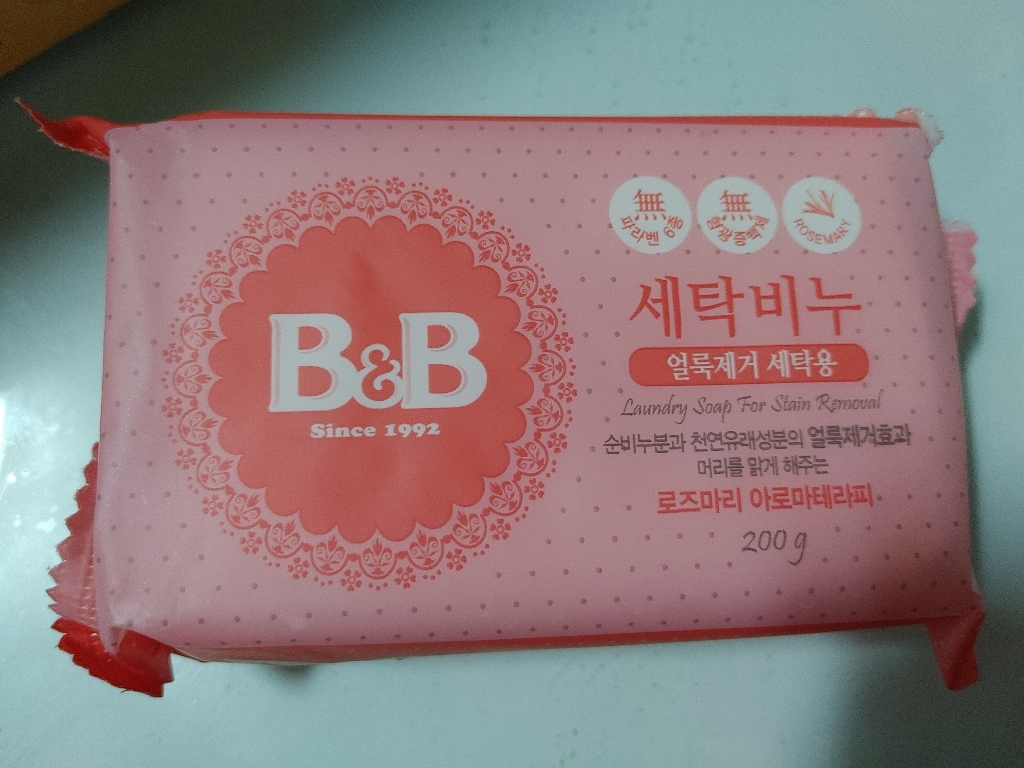 B&B
Since 1992
無
파라벤 6종
無
형광증백제
ROSEMARY
세탁비누
얼룩제거 세탁용
Laundry Soap For Stain Removal
순비누분과 천연유래성분의 얼룩제거효과
머리를 맑게 해주는
로즈마리 아로마테라피
200 g